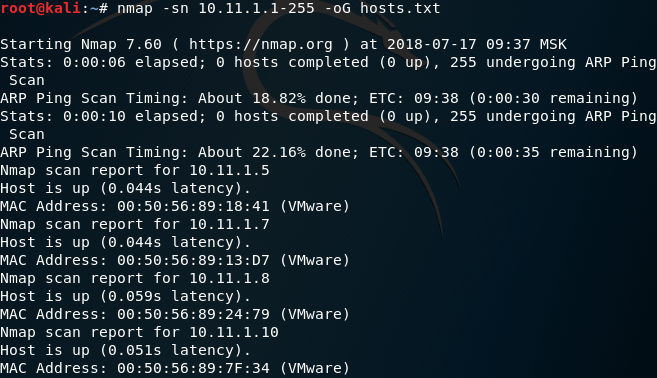 root@kali:~# nmap -sn 10.11.1.1-255 -oG hosts.txt
Starting Nmap 7.60 ( https://nmap.org ) at 2018-07-17 09:37 MSK
Stats: 0:00:06 elapsed; 0 hosts completed (0 up), 255 undergoing ARP Ping
 Scan
ARP Ping Scan Timing: About 18.82% done; ETC: 09:38 (0:00:30 remaining)
Stats: 0:00:10 elapsed; 0 hosts completed (0 up), 255 undergoing ARP Ping
 Scan
ARP Ping Scan Timing: About 22.16% done; ETC: 09:38 (0:00:35 remaining)
Nmap scan report for 10.11.1.5
Host is up (0.044s latency).
MAC Address: 00:50:56:89:18:41 (VMware)
Nmap scan report for 10.11.1.7
Host is up (0.044s latency).
MAC Address: 00:50:56:89:13:D7 (VMware)
Nmap scan report for 10.11.1.8
Host is up (0.059s latency).
MAC Address: 00:50:56:89:24:79 (VMware)
Nmap scan report for 10.11.1.10
Host is up (0.051s latency).
MAC Address: 00:50:56:89:7F:34 (VMware)